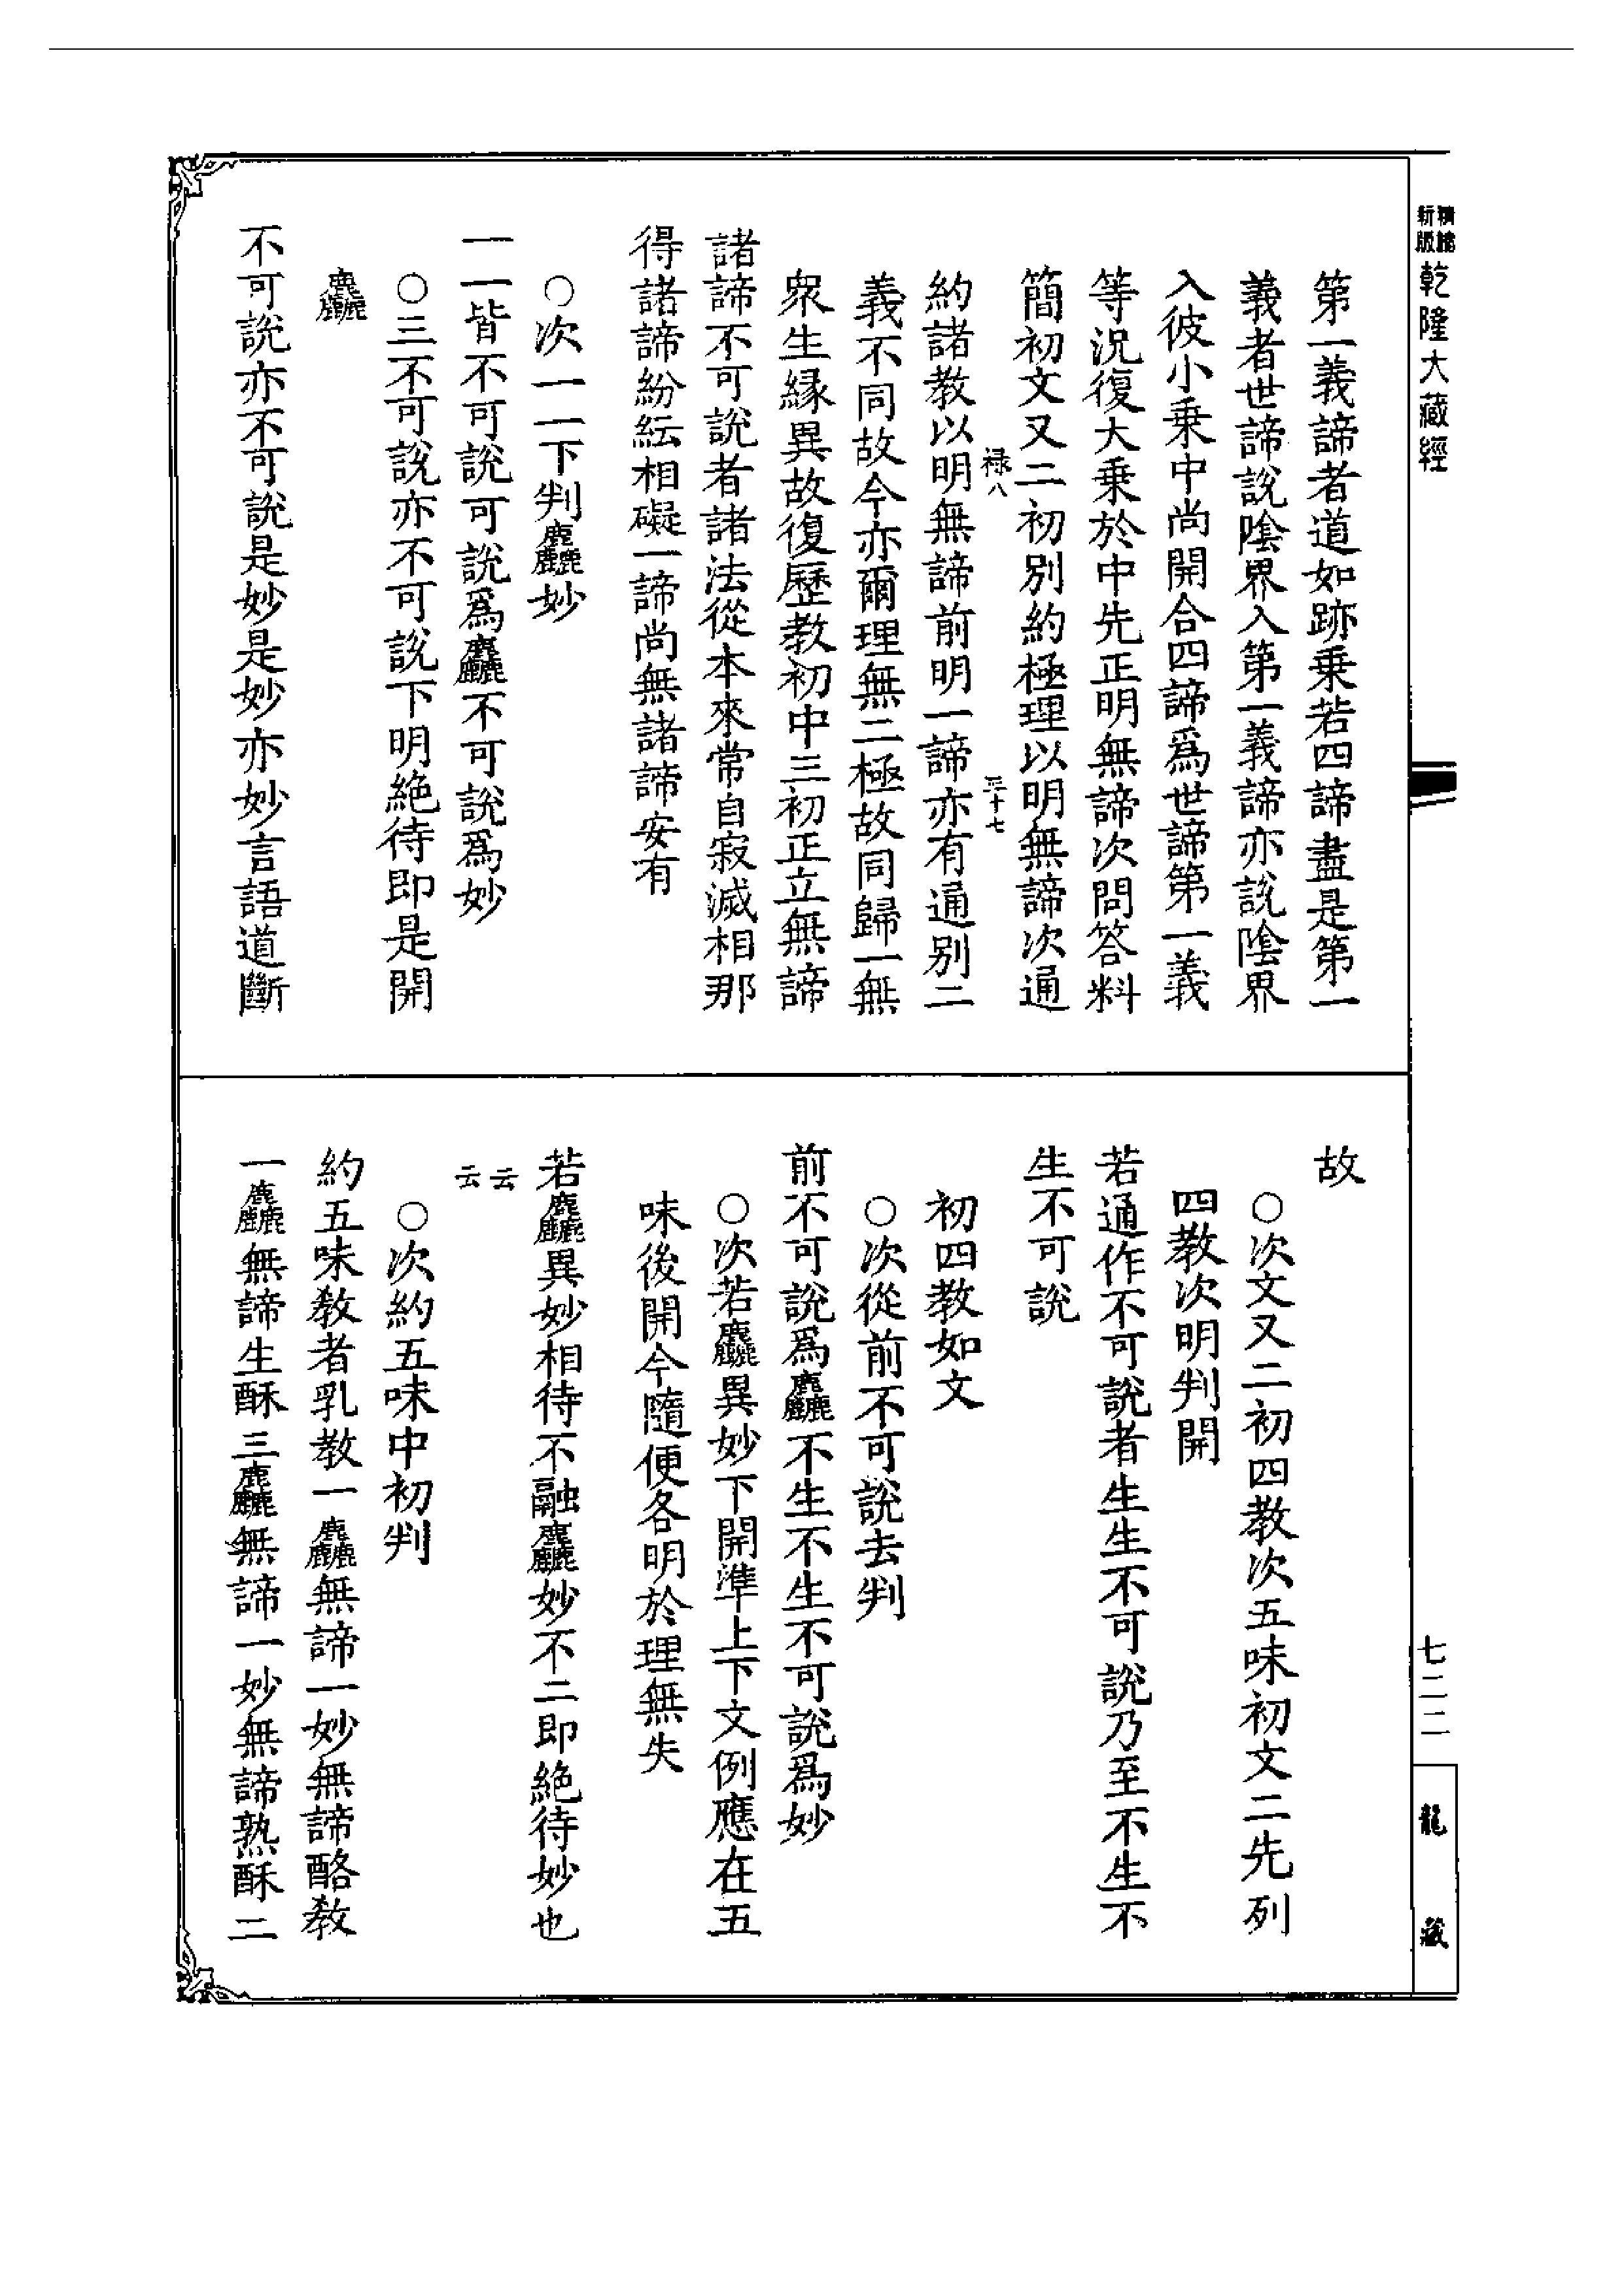 精裝
新版
乾隆大藏經
第一義諦者道如跡乘若四諦盡是第一
義者世諦說陰界入第一義諦亦說陰界
入彼小乘中尚開合四諦爲世諦第一義
等況復大乘於中先正明無諦次問答料
簡初文又二初別約極理以明無諦次通
祿八 三十七
約諸教以明無諦前明一諦亦有通別二
義不同故今亦爾理無二極故同歸一無
衆生緣異故復歷教初中三初正立無諦
諸諦不可說者諸法從本來常自寂滅相那
得諸諦紛紜相礙一諦尚無諸諦安有
○次一一下判麤妙
一一皆不可說可說爲麤不可說爲妙
○三不可說亦不可說下明絕待即是開
麤
不可說亦不可說是妙是妙亦妙言語道斷
故
○次文又二初四教次五味初文二先列
四教次明判開
若通作不可說者生生不可說乃至不生不
生不可說
初四教如文
○次從前不可說去判
前不可說爲麤不生不生不可說爲妙
○次若麤異妙下開準上下文例應在五
味後開今隨便各明於理無失
若麤異妙相待不融麤妙不二即絕待妙也
云
云
○次約五味中初判
約五味教者乳教一麤無諦一妙無諦酪教
一麤無諦生酥三麤無諦一妙無諦熟酥二
七二二
龍藏